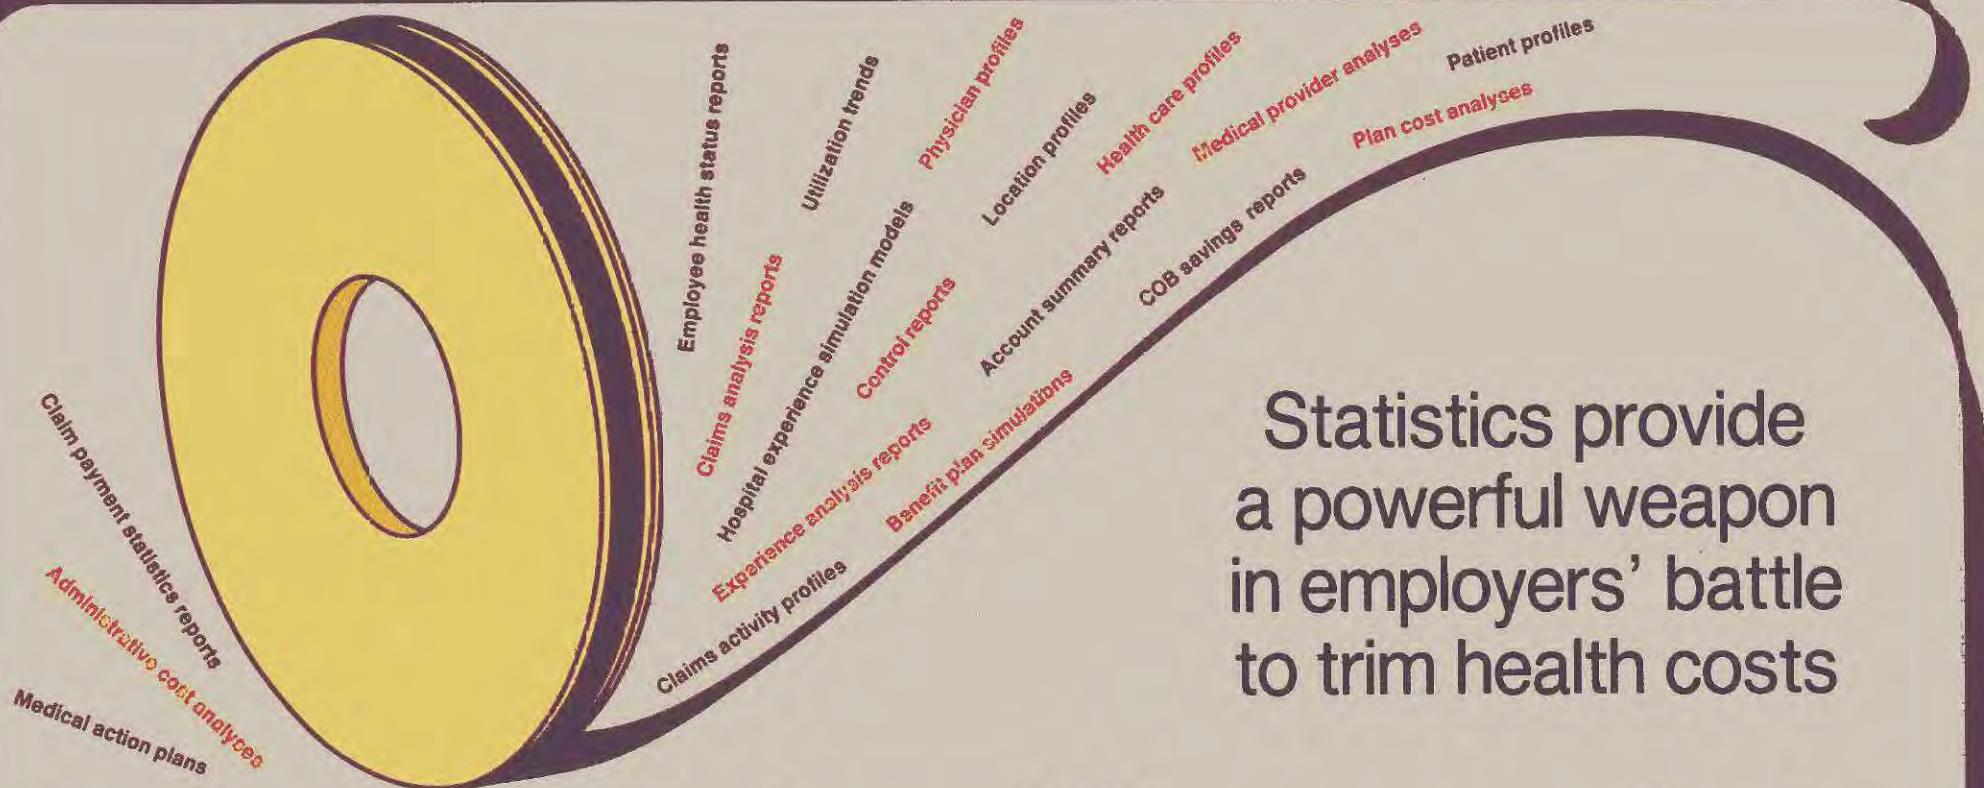 Employee health status reports
Utilization trends
Physician profiles
Location profiles
Health care profiles
Medical provider analyses
Patient profiles
Plan cost analyses
Claims analysis reports
Hospital experience simulation models
Control reports
Account summary reports
COB savings reports
Experience analysis reports
Benefit plan simulations
Claims activity profiles
Claim payment statistics reports
Administrative cost analyses
Medical action plans
Statistics provide
a powerful weapon
in employers’ battle
to trim health costs